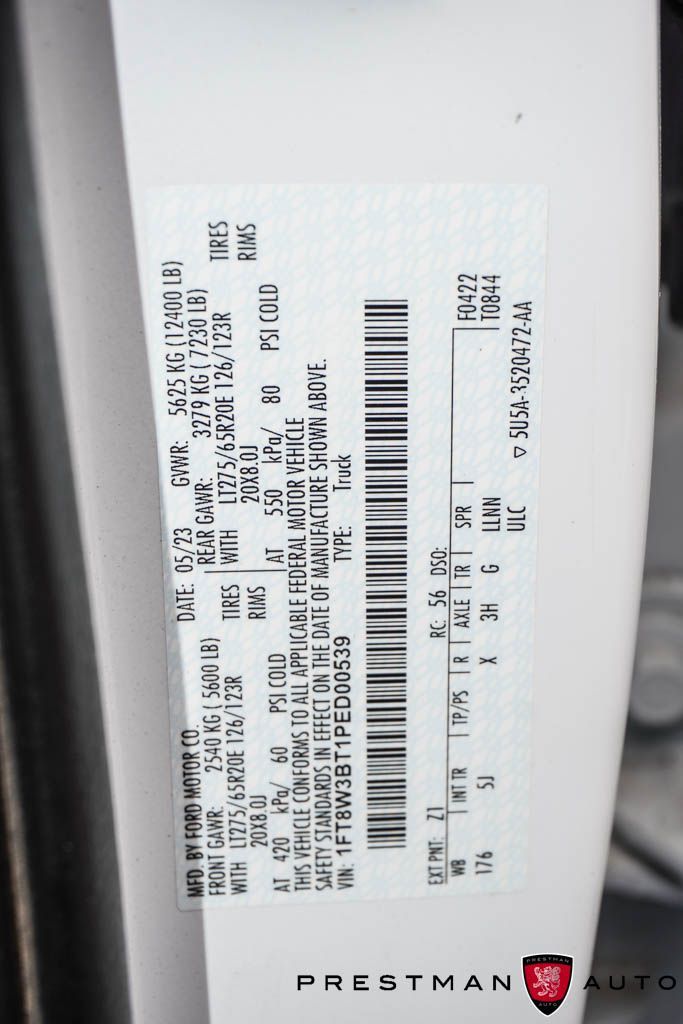 MFD. BY FORD MOTOR CO.
DATE: 05/23 GVWR: 5625 KG (12400 LB)
FRONT GAWR: 2540 KG ( 5600 LB) REAR GAWR: 3279 KG ( 7230 LB)
WITH LT275/65R20E 126/123R TIRES WITH LT275/65R20E 126/123R TIRES
20X8.0J RIMS 20X8.0J RIMS
AT 420 kPa/ 60 PSI COLD AT 550 kPa/ 80 PSI COLD
THIS VEHICLE CONFORMS TO ALL APPLICABLE FEDERAL MOTOR VEHICLE
SAFETY STANDARDS IN EFFECT ON THE DATE OF MANUFACTURE SHOWN ABOVE.
VIN: 1FT8W3BT1PED00539 TYPE: Truck
EXT PNT: Z1 RC: 56 DSO:
WB INT TR TP/PS R AXLE TR SPR F0422
176 5J X 3H G LLNN T0844
ULC ▽ 5U5A-3520472-AA
PRESTMAN AUTO
PRESTMAN
AUTO